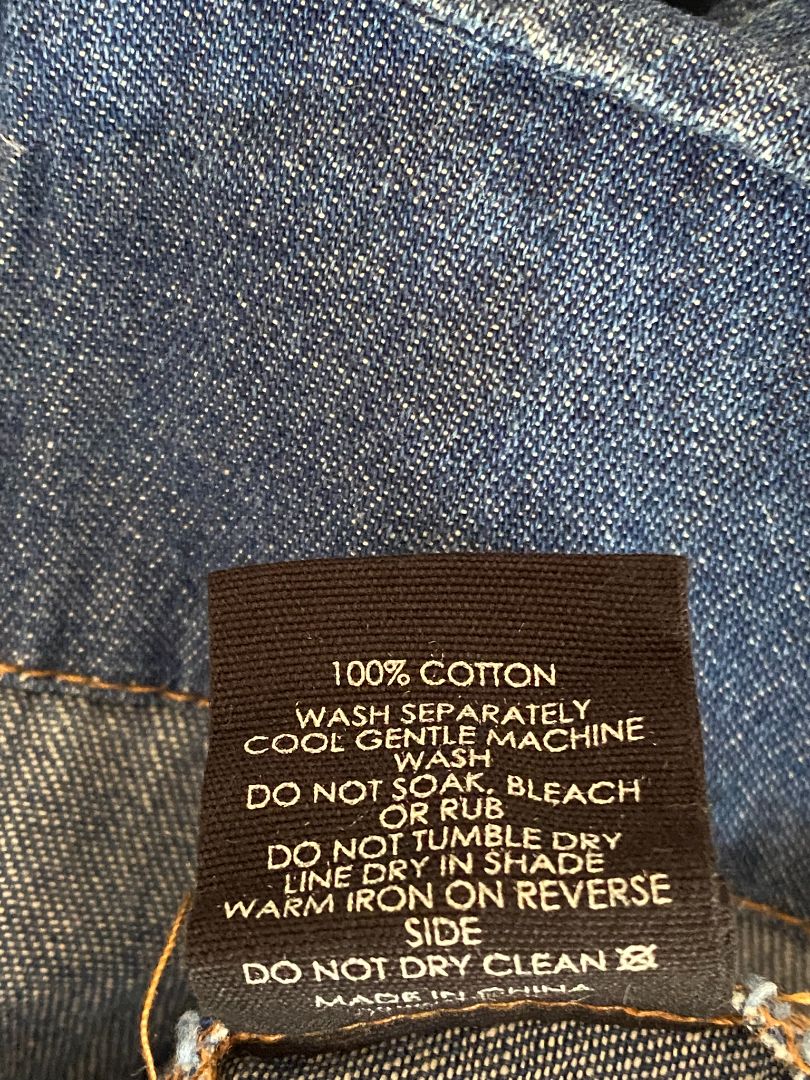 100% COTTON
WASH SEPARATELY
COOL GENTLE MACHINE
WASH
DO NOT SOAK, BLEACH
OR RUB
DO NOT TUMBLE DRY
LINE DRY IN SHADE
WARM IRON ON REVERSE
SIDE
DO NOT DRY CLEAN
MADE IN CHINA